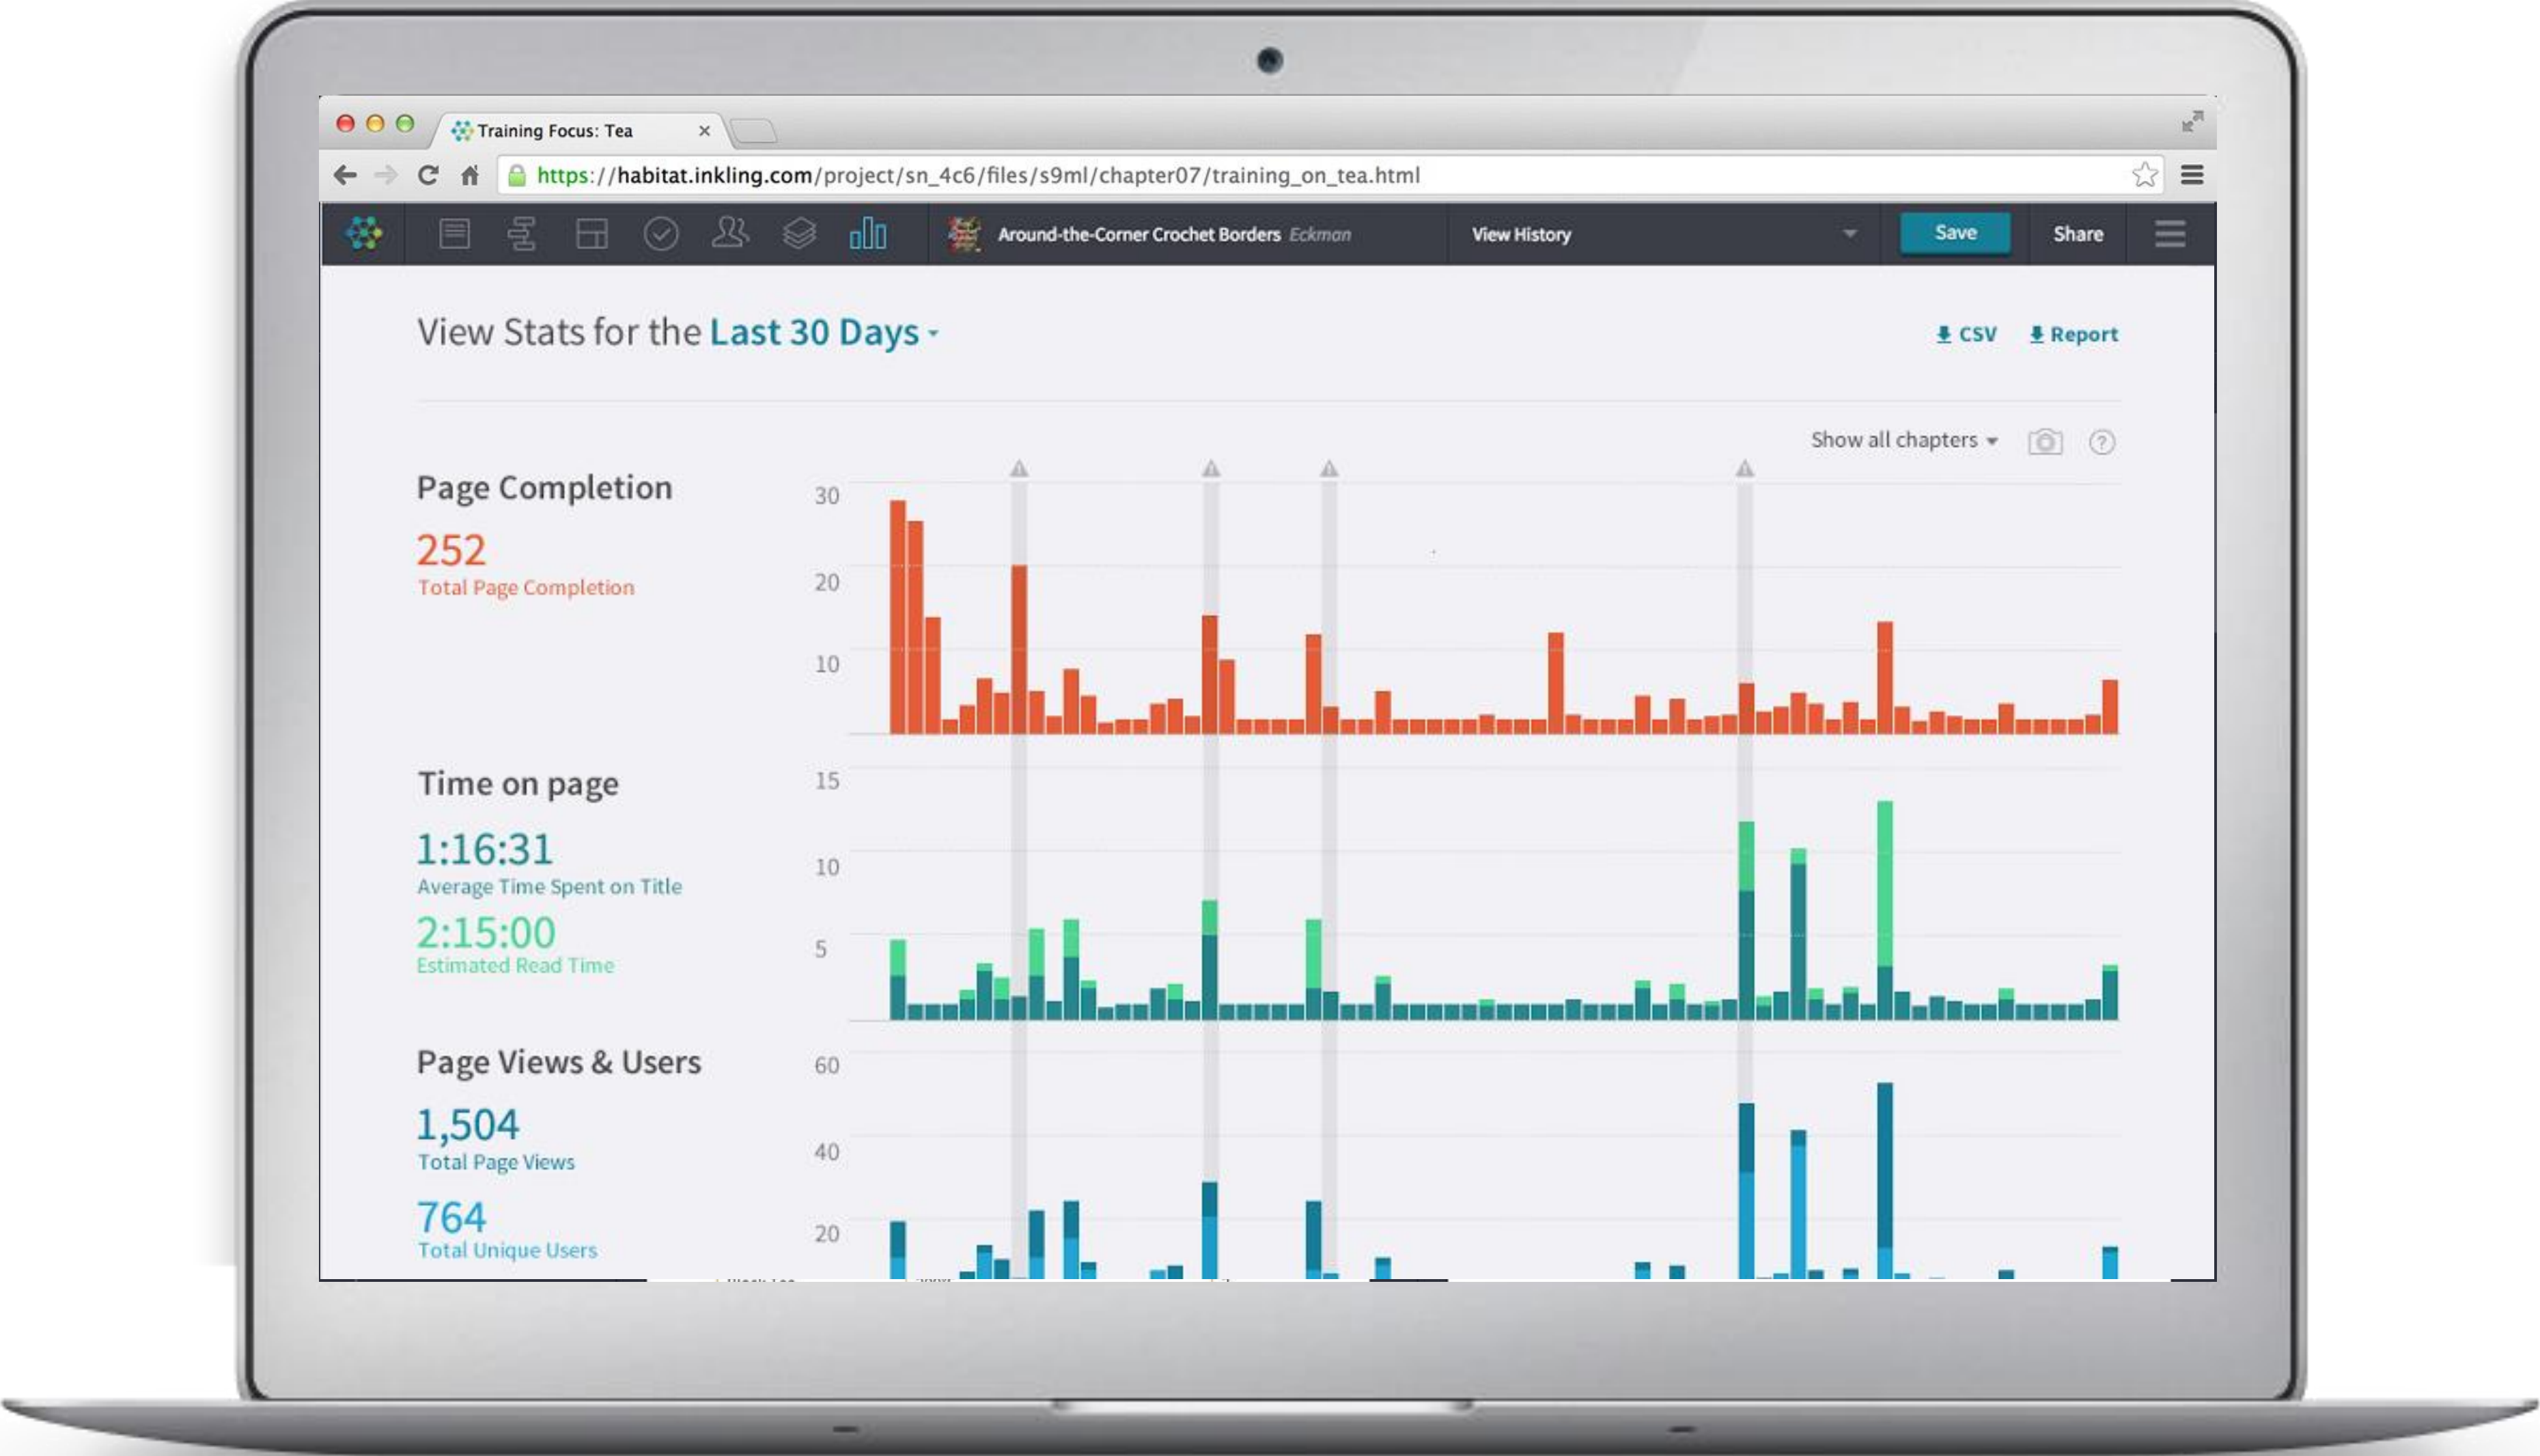 Training Focus: Tea
https://habitat.inkling.com/project/sn_4c6/files/s9ml/chapter07/training_on_tea.html
Around-the-Corner Crochet Borders Eckman
View History
Save
Share
View Stats for the Last 30 Days
CSV
Report
Show all chapters
?
Page Completion
252
Total Page Completion
30
20
10
Time on page
1:16:31
Average Time Spent on Title
2:15:00
Estimated Read Time
15
10
5
Page Views & Users
1,504
Total Page Views
764
Total Unique Users
60
40
20